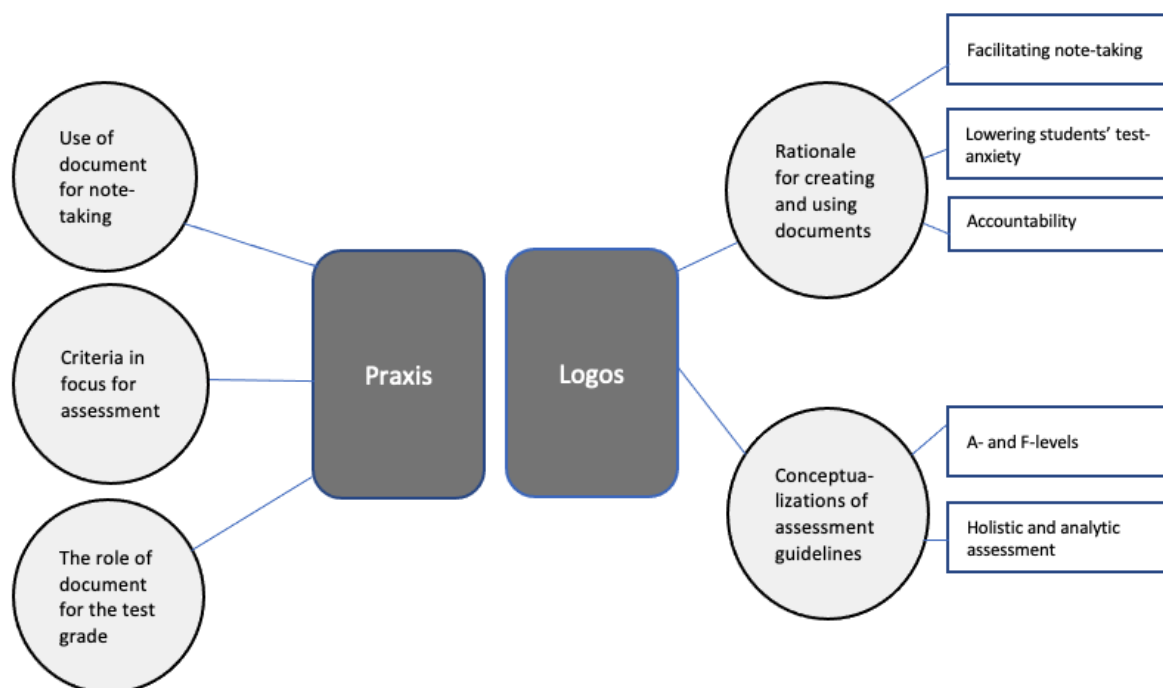 Use of
document
for note-
taking
Criteria in
focus for
assessment
The role of
document
for the test
grade
Praxis
Logos
Rationale
for creating
and using
documents
Facilitating note-taking
Lowering students’ test-
anxiety
Accountability
Conceptua-
lizations of
assessment
guidelines
A- and F-levels
Holistic and analytic
assessment